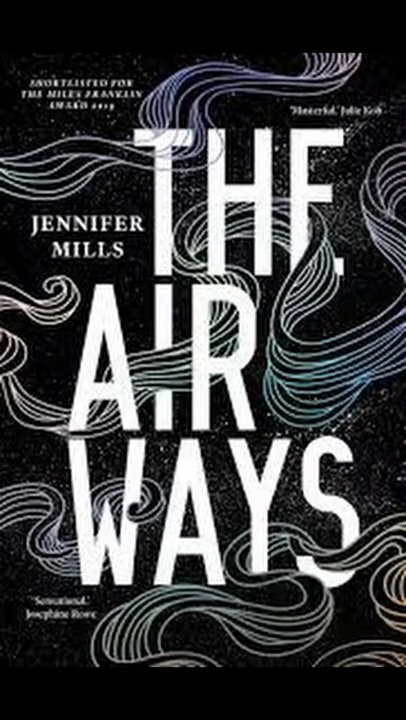 SHORTLISTED FOR
THE MILES FRANKLIN
AWARD 2019
'Masterful.' Julie Koh
THE
JENNIFER
MILLS
AIR
WAYS
'Sensational.'
Josephine Rowe